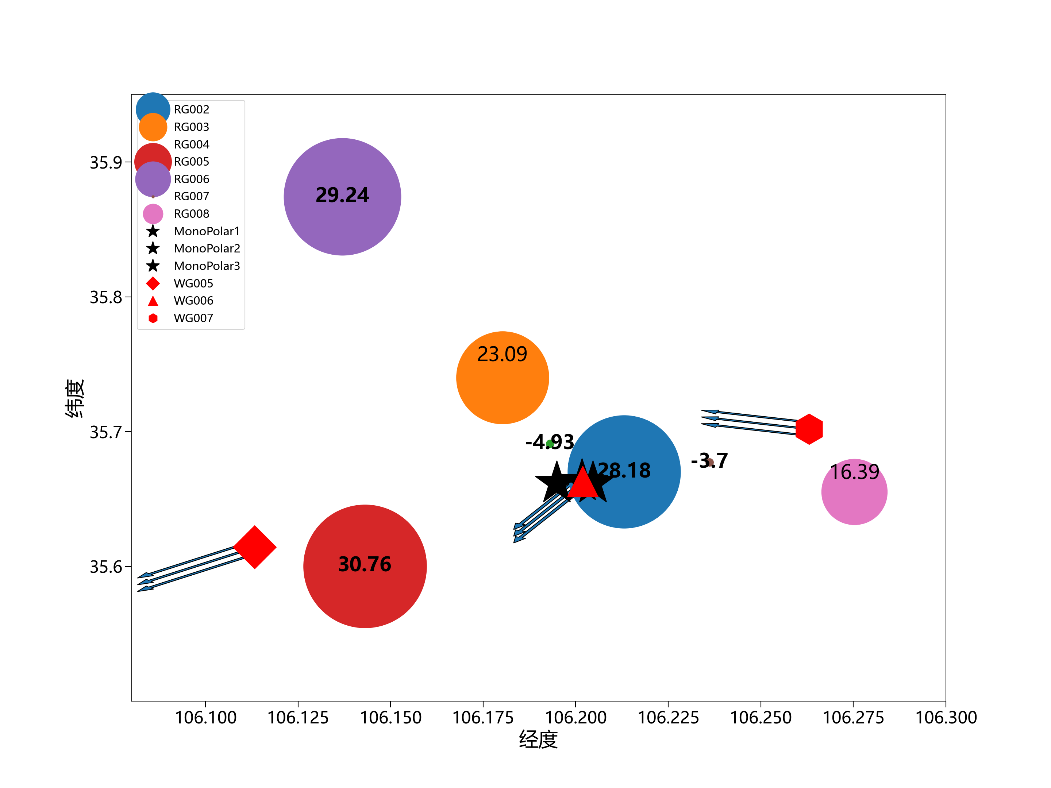 RG002
RG003
RG004
RG005
RG006
RG007
RG008
MonoPolar1
MonoPolar2
MonoPolar3
WG005
WG006
WG007
29.24
23.09
-4.93
28.18
-3.7
16.39
30.76
35.9
35.8
35.7
35.6
纬度
106.100 106.125 106.150 106.175 106.200 106.225 106.250 106.275 106.300
经度